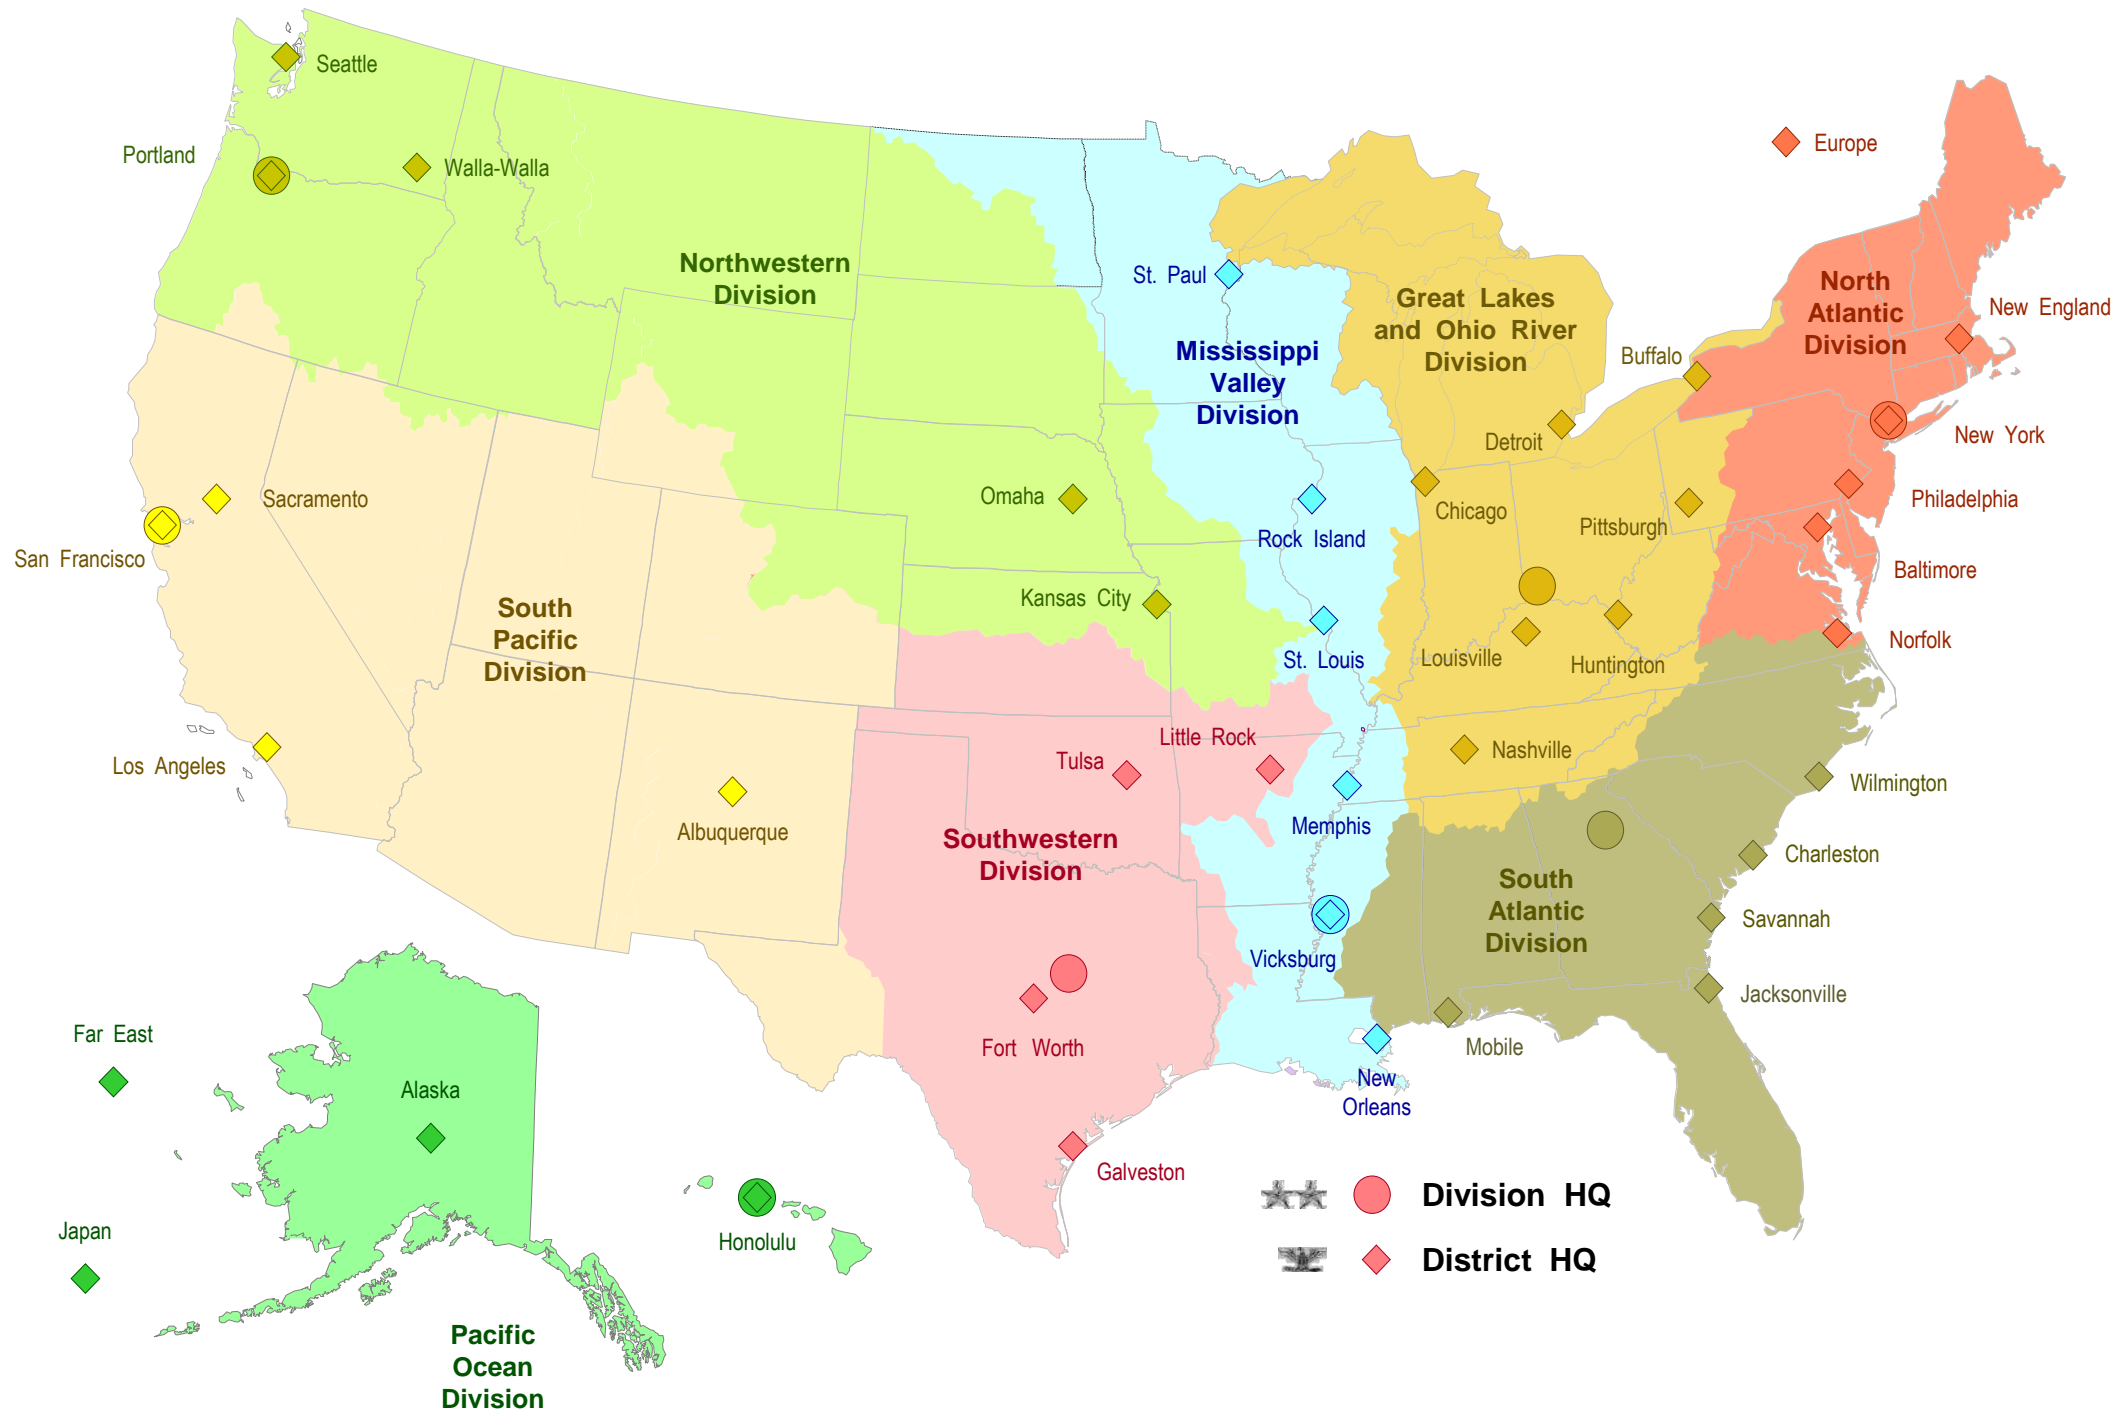 Seattle
Portland
Walla-Walla
Northwestern
Division
Omaha
Kansas City
Sacramento
San Francisco
South
Pacific
Division
Los Angeles
Albuquerque
St. Paul
Mississippi
Valley
Division
Rock Island
St. Louis
Memphis
Vicksburg
New
Orleans
Great Lakes
and Ohio River
Division
Buffalo
Detroit
Chicago
Pittsburgh
Louisville
Huntington
Nashville
Europe
North
Atlantic
Division
New England
New York
Philadelphia
Baltimore
Norfolk
Little Rock
Tulsa
Southwestern
Division
Fort Worth
Galveston
South
Atlantic
Division
Wilmington
Charleston
Savannah
Jacksonville
Mobile
Far East
Alaska
Japan
Honolulu
Pacific
Ocean
Division
Division HQ
District HQ